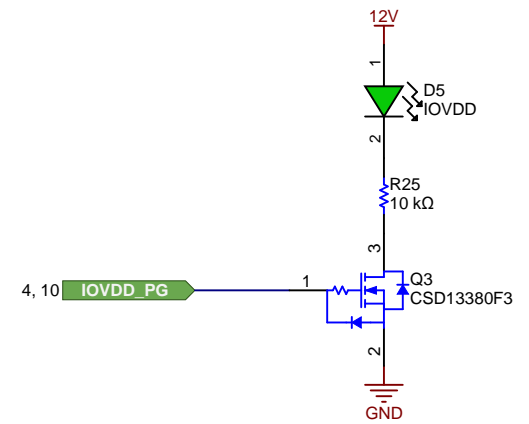 12V
1
D5
IOVDD
2
R25
10 kΩ
3
Q3
CSD13380F3
4, 10 IOVDD_PG
1
2
GND